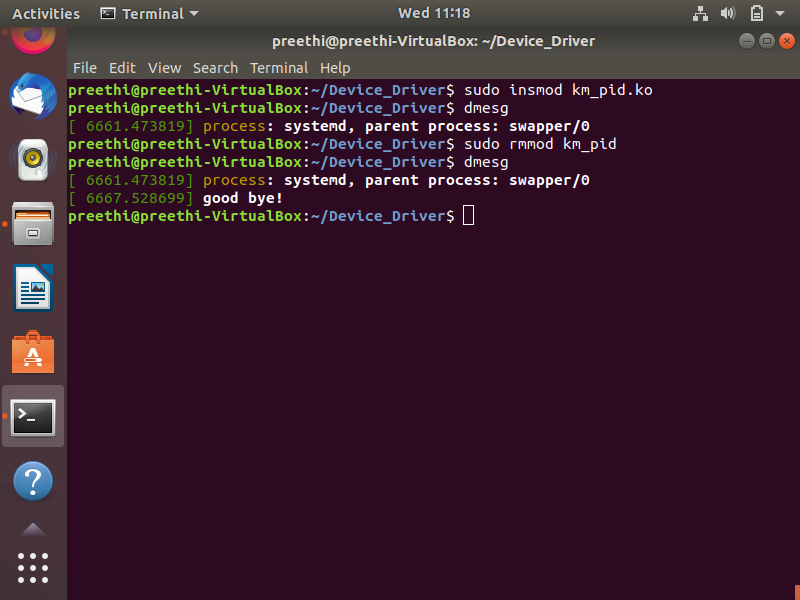 Activities Terminal Wed 11:18
preethi@preethi-VirtualBox: ~/Device_Driver
File Edit View Search Terminal Help
preethi@preethi-VirtualBox:~/Device_Driver$ sudo insmod km_pid.ko
preethi@preethi-VirtualBox:~/Device_Driver$ dmesg
[ 6661.473819] process: systemd, parent process: swapper/0
preethi@preethi-VirtualBox:~/Device_Driver$ sudo rmmod km_pid
preethi@preethi-VirtualBox:~/Device_Driver$ dmesg
[ 6661.473819] process: systemd, parent process: swapper/0
[ 6667.528699] good bye!
preethi@preethi-VirtualBox:~/Device_Driver$